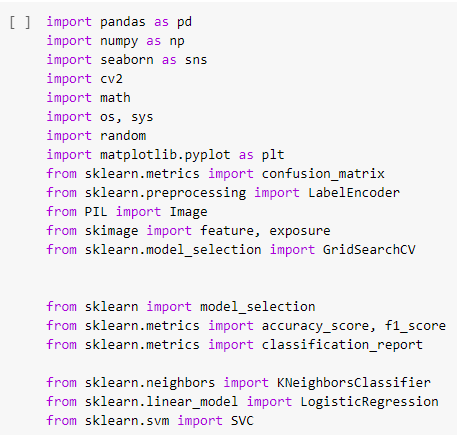 [ ] import pandas as pd
import numpy as np
import seaborn as sns
import cv2
import math
import os, sys
import random
import matplotlib.pyplot as plt
from sklearn.metrics import confusion_matrix
from sklearn.preprocessing import LabelEncoder
from PIL import Image
from skimage import feature, exposure
from sklearn.model_selection import GridSearchCV
from sklearn import model_selection
from sklearn.metrics import accuracy_score, f1_score
from sklearn.metrics import classification_report
from sklearn.neighbors import KNeighborsClassifier
from sklearn.linear_model import LogisticRegression
from sklearn.svm import SVC